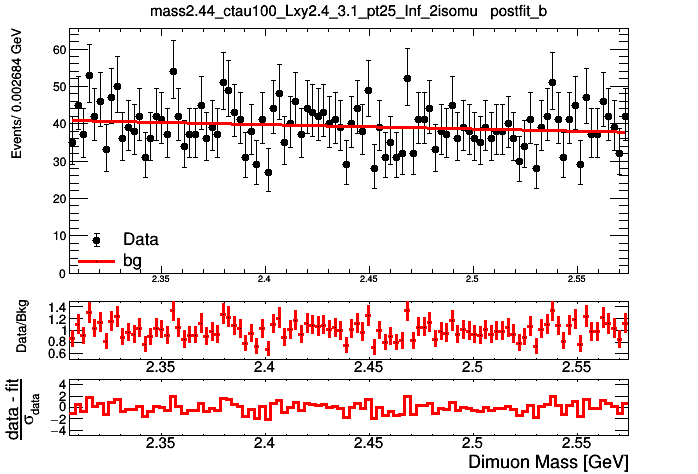 mass2.44_ctau100_Lxy2.4_3.1_pt25_Inf_2isomu postfit_b
Events/ 0.002684 GeV
60
50
40
30
20
10
0
Data
bg
2.35 2.4 2.45 2.5 2.55
Data/Bkg
1.4
1.2
1
0.8
0.6
2.35 2.4 2.45 2.5 2.55
data - fit
σdata
4
2
0
−2
−4
2.35 2.4 2.45 2.5 2.55
Dimuon Mass [GeV]